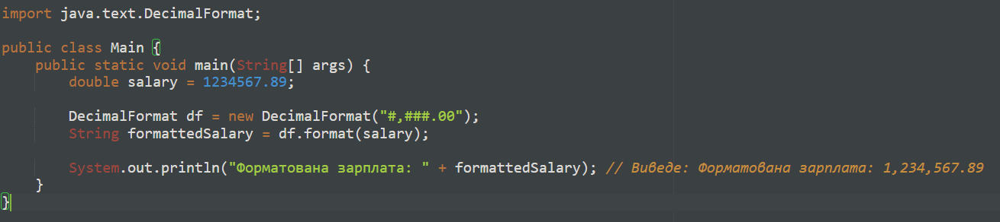 import java.text.DecimalFormat;
public class Main {
public static void main(String[] args) {
double salary = 1234567.89;
DecimalFormat df = new DecimalFormat("#,###.00");
String formattedSalary = df.format(salary);
System.out.println("Форматована зарплата: " + formattedSalary); // Виведе: Форматована зарплата: 1,234,567.89
}
}